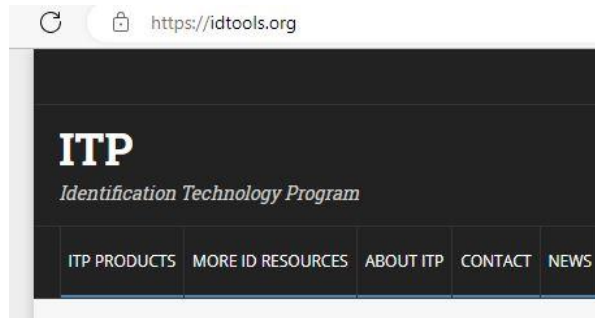 https://idtools.org
ITP
Identification Technology Program
ITP PRODUCTS MORE ID RESOURCES ABOUT ITP CONTACT NEWS